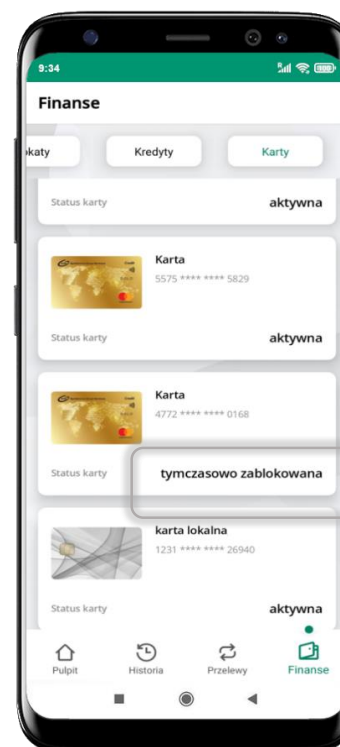 9:34
Finanse
katy
Kredyty
Karty
Status karty
aktywna
Karta
5575 **** **** 5829
Status karty
aktywna
Karta
4772 **** **** 0168
Status karty
tymczasowo zablokowana
karta lokalna
1231 **** **** 26940
Status karty
aktywna
Pulpit
Historia
Przelewy
Finanse